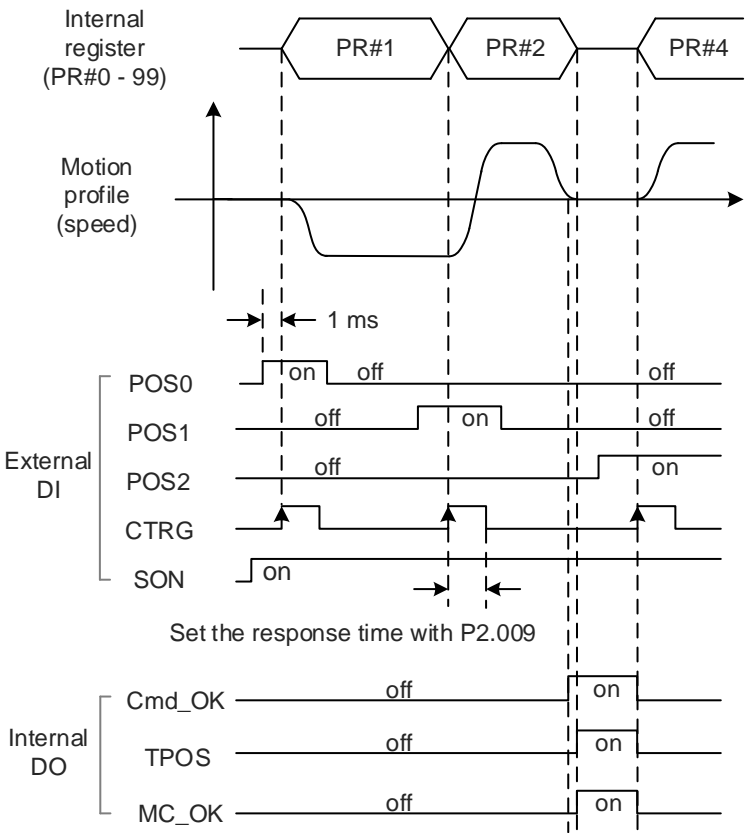 Internal
register
(PR#0 - 99)
PR#1
PR#2
PR#4
Motion
profile
(speed)
1 ms
External
DI
POS0
on
off
off
POS1
off
on
off
POS2
off
on
CTRG
SON
on
Set the response time with P2.009
Internal
DO
Cmd_OK
off
on
TPOS
off
on
MC_OK
off
on